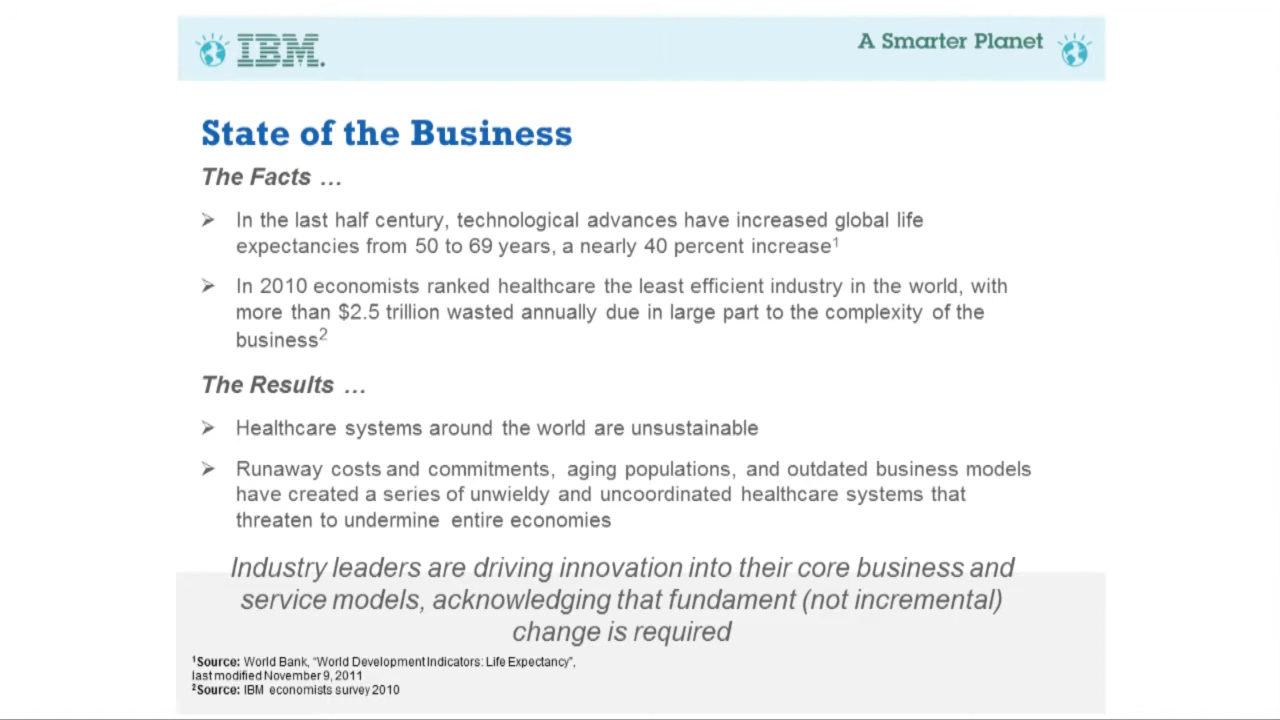 IBM.
A Smarter Planet
State of the Business
The Facts …
➢ In the last half century, technological advances have increased global life
expectancies from 50 to 69 years, a nearly 40 percent increase¹
➢ In 2010 economists ranked healthcare the least efficient industry in the world, with
more than $2.5 trillion wasted annually due in large part to the complexity of the
business²
The Results …
➢ Healthcare systems around the world are unsustainable
➢ Runaway costs and commitments, aging populations, and outdated business models
have created a series of unwieldy and uncoordinated healthcare systems that
threaten to undermine entire economies
Industry leaders are driving innovation into their core business and
service models, acknowledging that fundament (not incremental)
change is required
¹Source: World Bank, “World Development Indicators: Life Expectancy”,
last modified November 9, 2011
²Source: IBM economists survey 2010